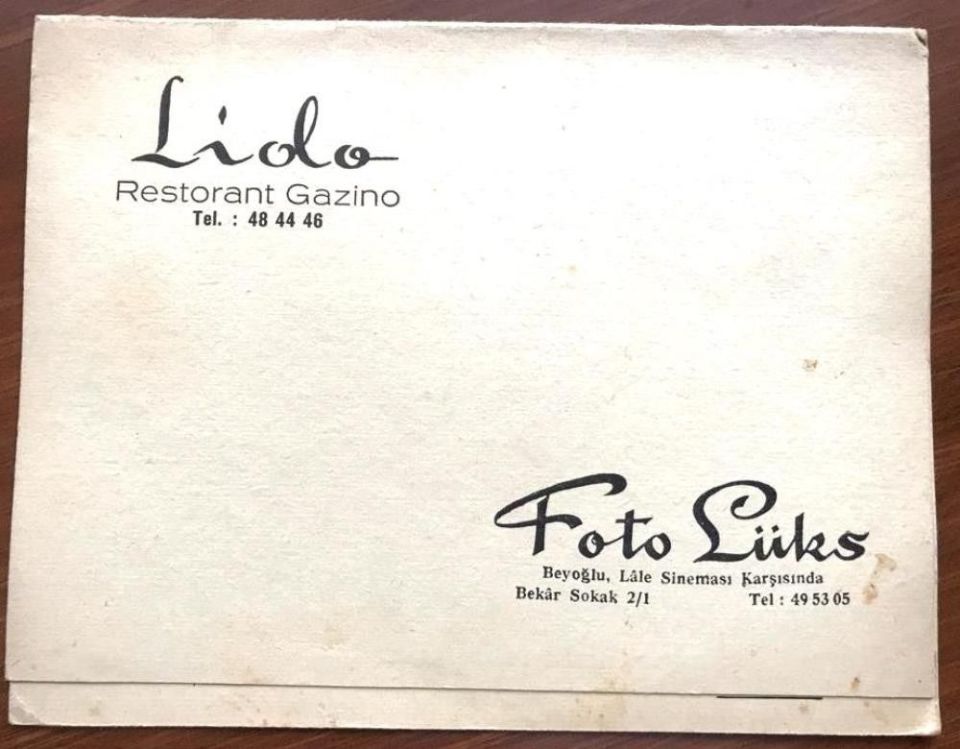 Lido
Restorant Gazino
Tel. : 48 44 46
Foto Lüks
Beyoğlu, Lâle Sineması Karşısında
Bekâr Sokak 2/1 Tel : 49 53 05